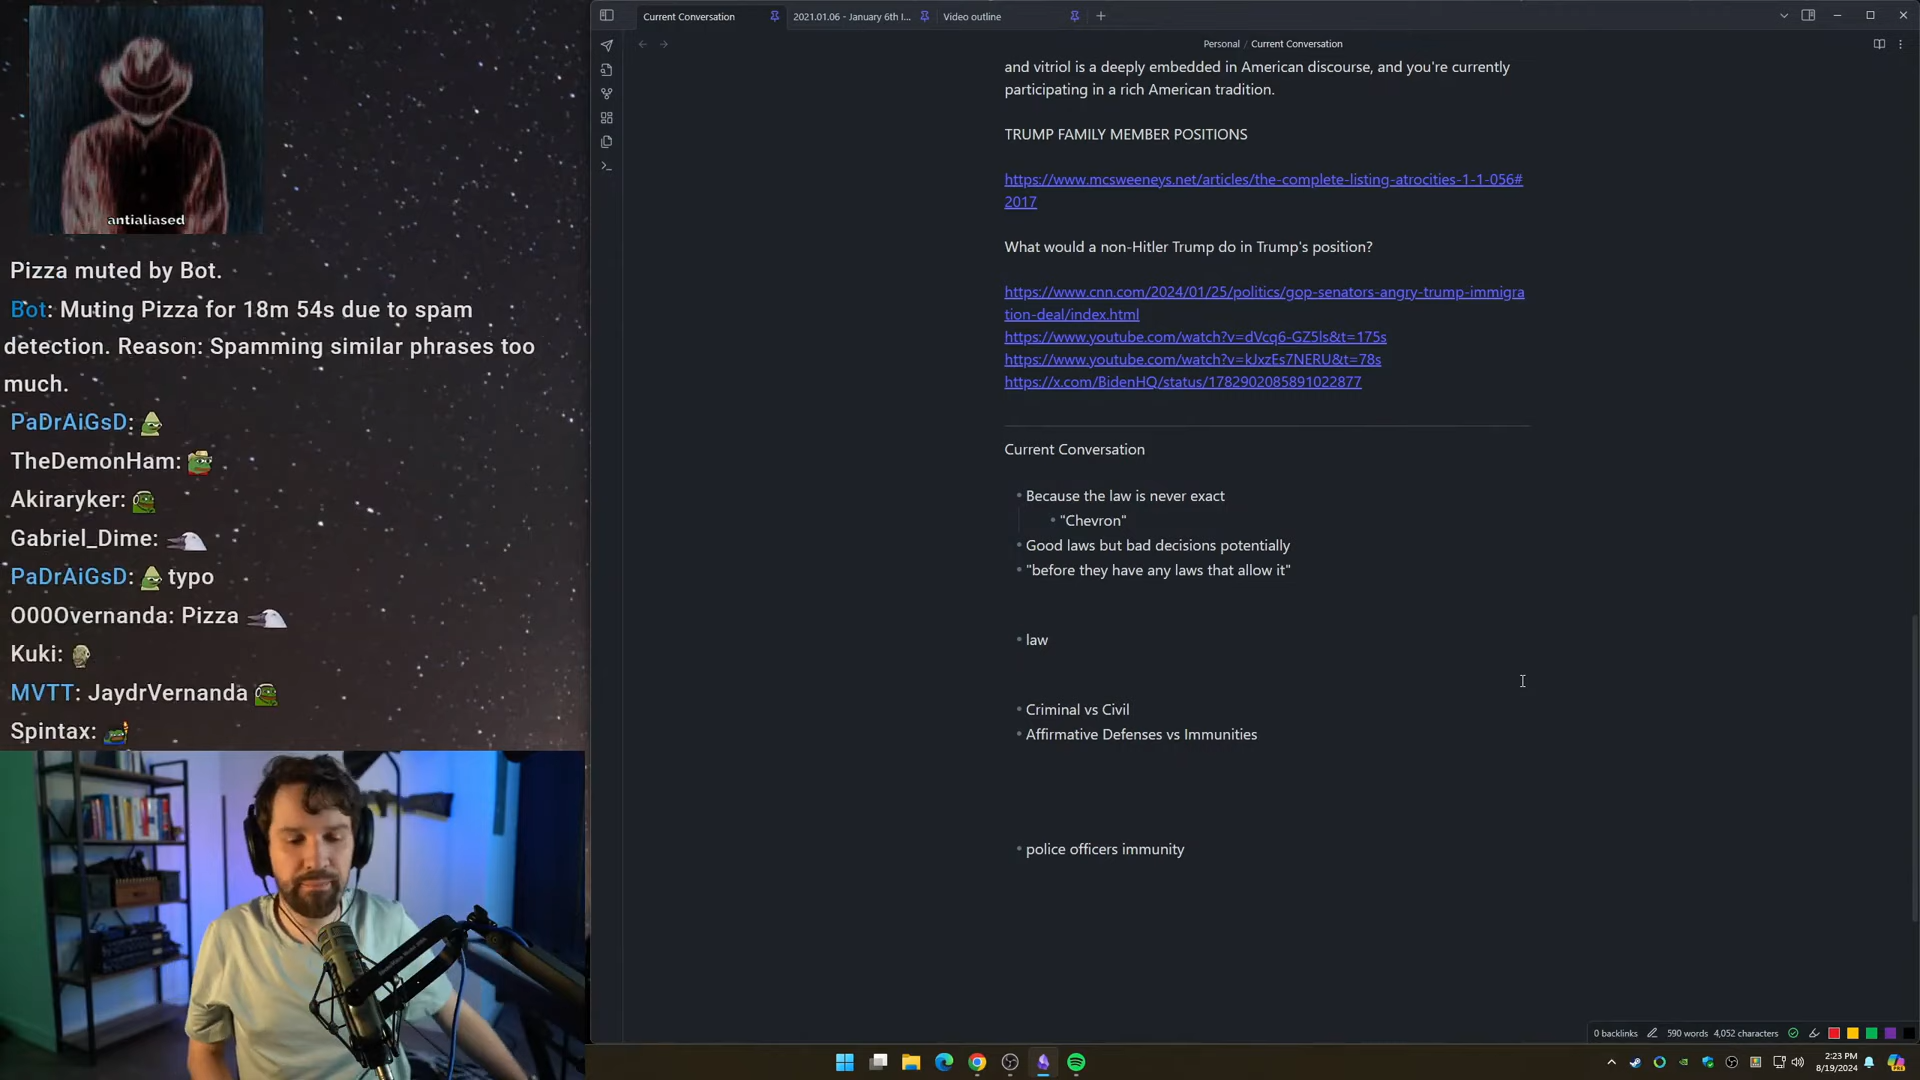 antialiased
Pizza muted by Bot.
Bot: Muting Pizza for 18m 54s due to spam
detection. Reason: Spamming similar phrases too
much.
PaDrAiGsD:
TheDemonHam:
Akiraryker:
Gabriel_Dime:
PaDrAiGsD: typo
O00Overnanda: Pizza
Kuki:
MVTT: JaydrVernanda
Spintax:
Current Conversation
2021.01.06 - January 6th I...
Video outline
Personal / Current Conversation
and vitriol is a deeply embedded in American discourse, and you're currently
participating in a rich American tradition.
TRUMP FAMILY MEMBER POSITIONS
https://www.mcsweeneys.net/articles/the-complete-listing-atrocities-1-1-056#
2017
What would a non-Hitler Trump do in Trump's position?
https://www.cnn.com/2024/01/25/politics/gop-senators-angry-trump-immigra
tion-deal/index.html
https://www.youtube.com/watch?v=dVcq6-GZ5ls&t=175s
https://www.youtube.com/watch?v=kJxzEs7NERU&t=78s
https://x.com/BidenHQ/status/1782902085891022877
Current Conversation
• Because the law is never exact
• "Chevron"
• Good laws but bad decisions potentially
• "before they have any laws that allow it"
• law
• Criminal vs Civil
• Affirmative Defenses vs Immunities
• police officers immunity
0 backlinks 590 words 4,052 characters
2:23 PM
8/19/2024